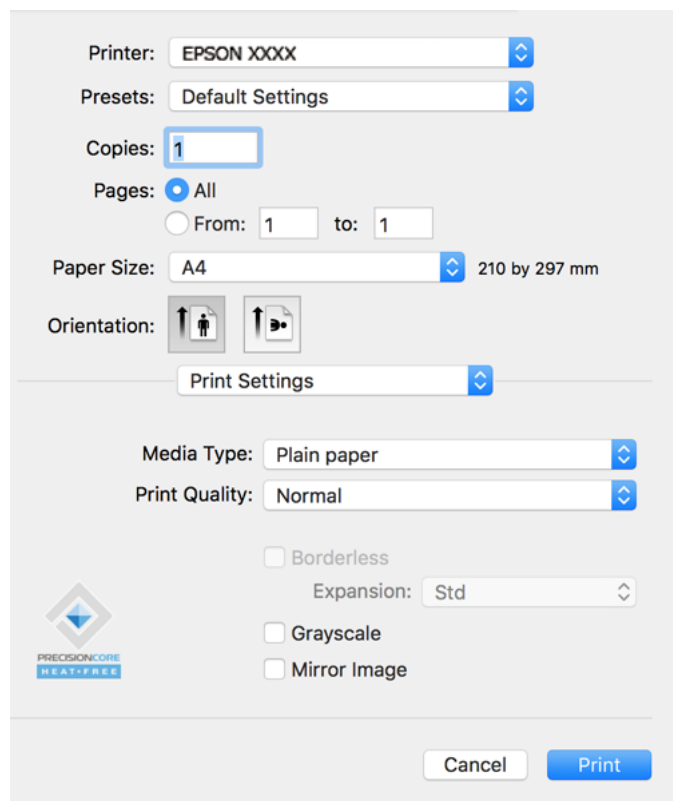 Printer: EPSON XXXX
Presets: Default Settings
Copies: 1
Pages: All
From: 1 to: 1
Paper Size: A4 210 by 297 mm
Orientation:
Print Settings
Media Type: Plain paper
Print Quality: Normal
Borderless
Expansion: Std
Grayscale
Mirror Image
PRECISIONCORE
HEAT-FREE
Cancel Print